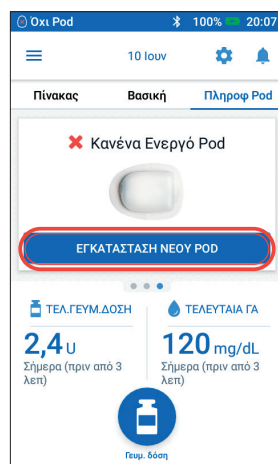 Όχι Pod 100% 20:07
10 Ιουν
Πίνακας Βασική Πληροφ Pod
Κανένα Ενεργό Pod
ΕΓΚΑΤΑΣΤΑΣΗ ΝΕΟΥ POD
ΤΕΛ.ΓΕΥΜ.ΔΟΣΗ ΤΕΛΕΥΤΑΙΑ ΓΑ
2,4 U 120 mg/dL
Σήμερα (πριν από 3 Σήμερα (πριν από 3
λεπ) λεπ)
Γευμ. δόση